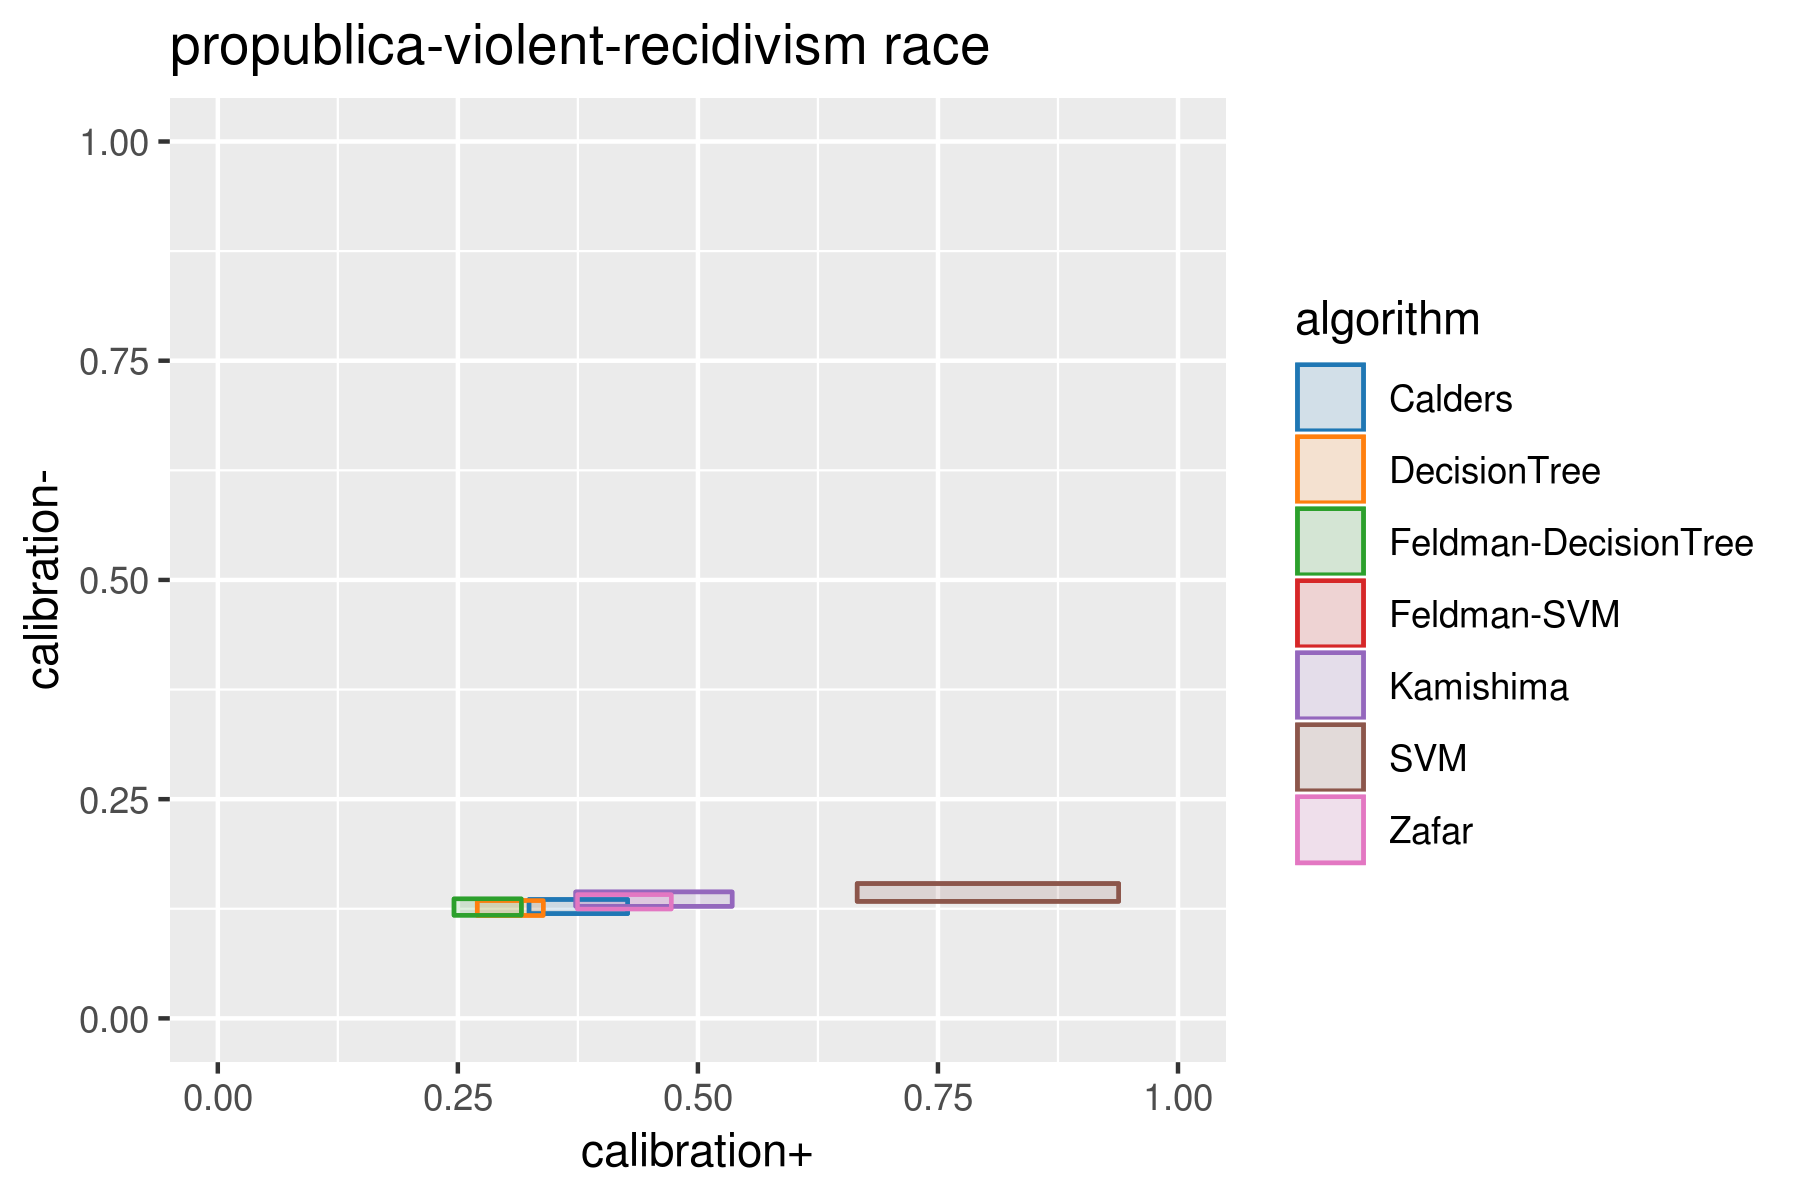 propublica-violent-recidivism race
1.00
0.75
0.50
0.25
0.00
calibration-
0.00 0.25 0.50 0.75 1.00
calibration+
algorithm
Calders
DecisionTree
Feldman-DecisionTree
Feldman-SVM
Kamishima
SVM
Zafar